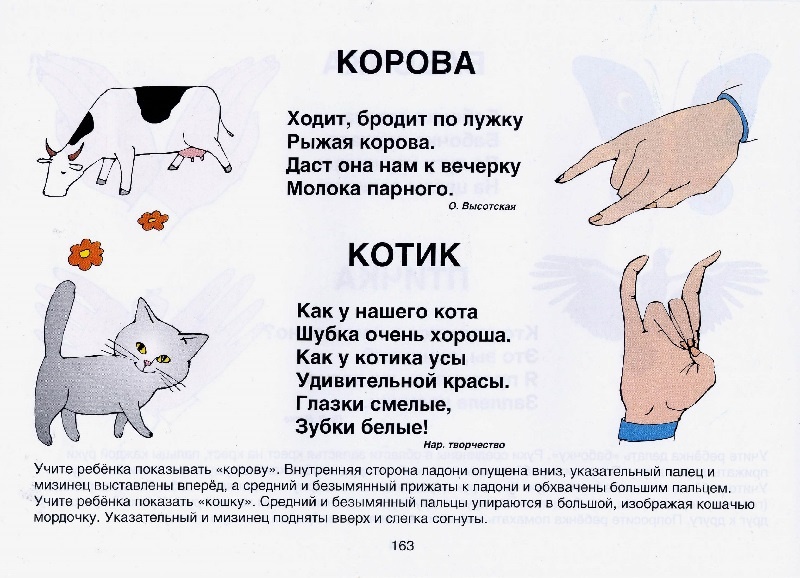 КОРОВА
Ходит, бродит по лужку
Рыжая корова.
Даст она нам к вечерку
Молока парного.
О. Высотская
КОТИК
Как у нашего кота
Шубка очень хороша.
Как у котика усы
Удивительной красы.
Глазки смелые,
Зубки белые!
Нар. творчество
Учите ребёнка показывать «корову». Внутренняя сторона ладони опущена вниз, указательный палец и
мизинец выставлены вперёд, а средний и безымянный прижаты к ладони и обхвачены большим пальцем.
Учите ребёнка показать «кошку». Средний и безымянный пальцы упираются в большой, изображая кошачью
мордочку. Указательный и мизинец подняты вверх и слегка согнуты.
163